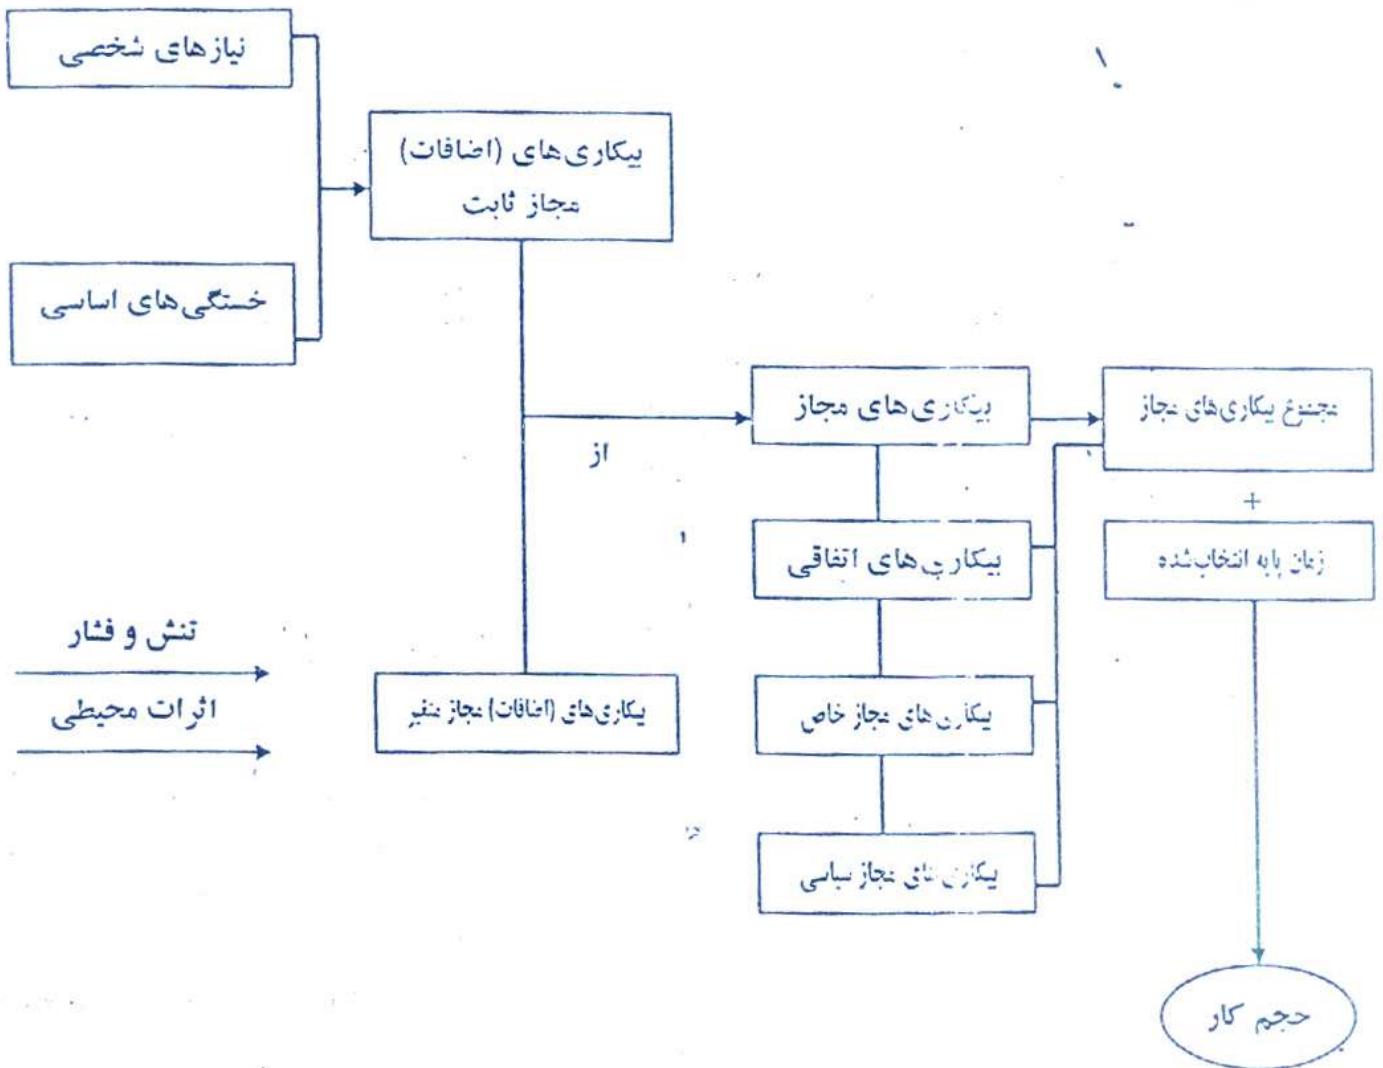 نیازهای شخصی
بیکاری‌های (اضافات)
مجاز ثابت
خستگی‌های اساسی
بیکاری‌های مجاز
مجموع بیکاری‌های مجاز
از
+
بیکاری‌های اتفاقی
زمان پایه انتخاب‌شده
تنش و فشار
اثرات محیطی
بیکاری‌های (اضافات) مجاز متغیر
بیکاری‌های مجاز خاص
بیکاری‌های مجاز سیاسی
حجم کار